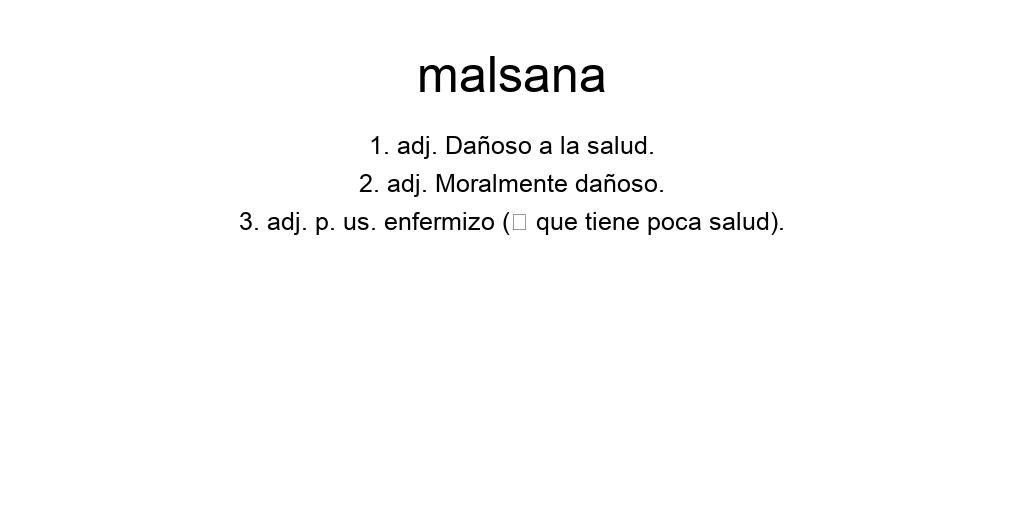 malsana
1. adj. Dañoso a la salud.
2. adj. Moralmente dañoso.
3. adj. p. us. enfermizo (□ que tiene poca salud).